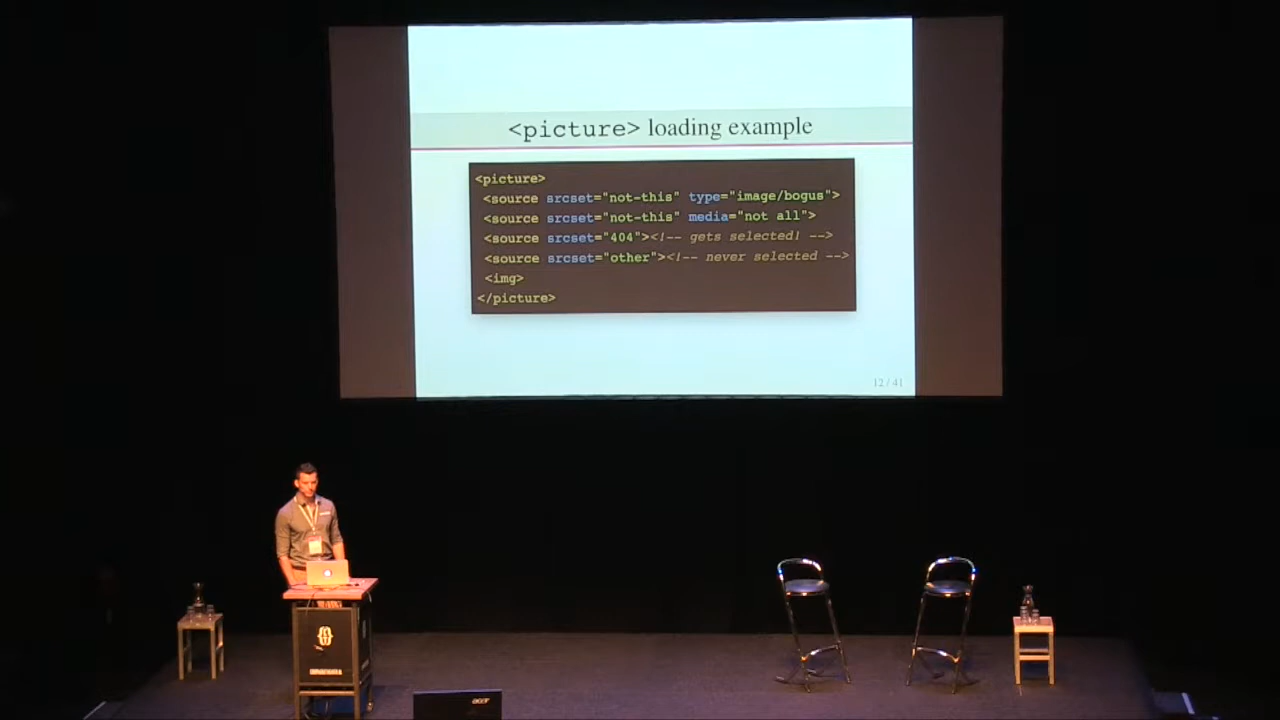 <picture> loading example
<picture>
<source srcset="not-this" type="image/bogus">
<source srcset="not-this" media="not all">
<source srcset="404"><!-- gets selected! -->
<source srcset="other"><!-- never selected -->
<img>
</picture>
12 / 41
acer